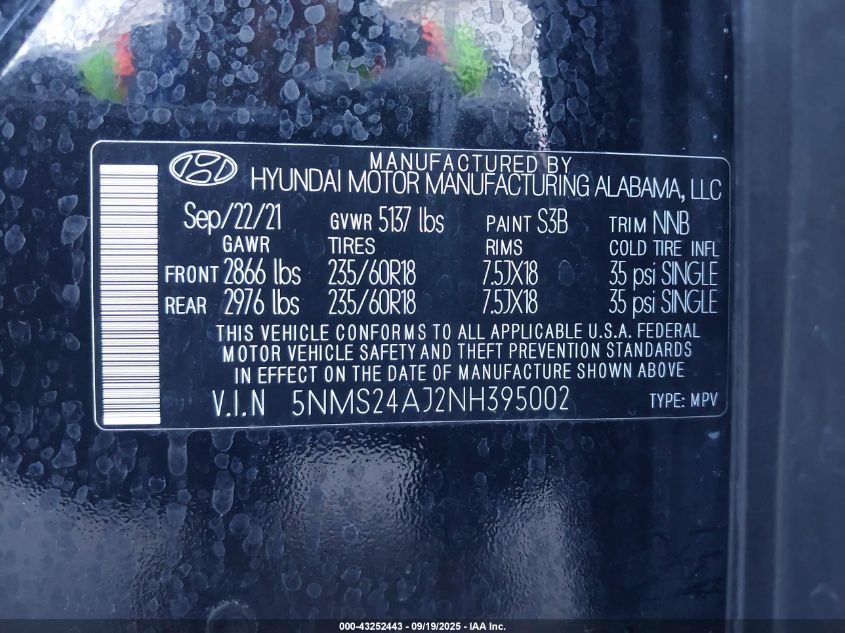 MANUFACTURED BY
HYUNDAI MOTOR MANUFACTURING ALABAMA, LLC
Sep/22/21 GVWR 5137 lbs PAINT S3B TRIM NNB
GAWR TIRES RIMS COLD TIRE INFL
FRONT 2866 lbs 235/60R18 7.5JX18 35 psi SINGLE
REAR 2976 lbs 235/60R18 7.5JX18 35 psi SINGLE
THIS VEHICLE CONFORMS TO ALL APPLICABLE U.S.A. FEDERAL
MOTOR VEHICLE SAFETY AND THEFT PREVENTION STANDARDS
IN EFFECT ON THE DATE OF MANUFACTURE SHOWN ABOVE
V.I.N 5NMS24AJ2NH395002 TYPE: MPV
000-43252443 - 09/19/2025 - IAA Inc.